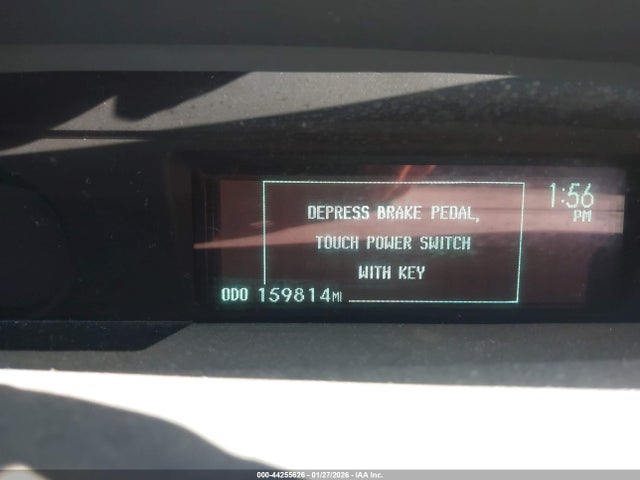 1:56
PM
DEPRESS BRAKE PEDAL,
TOUCH POWER SWITCH
WITH KEY
ODO 159814MI
000-44255626 - 01/27/2026 - IAA Inc.